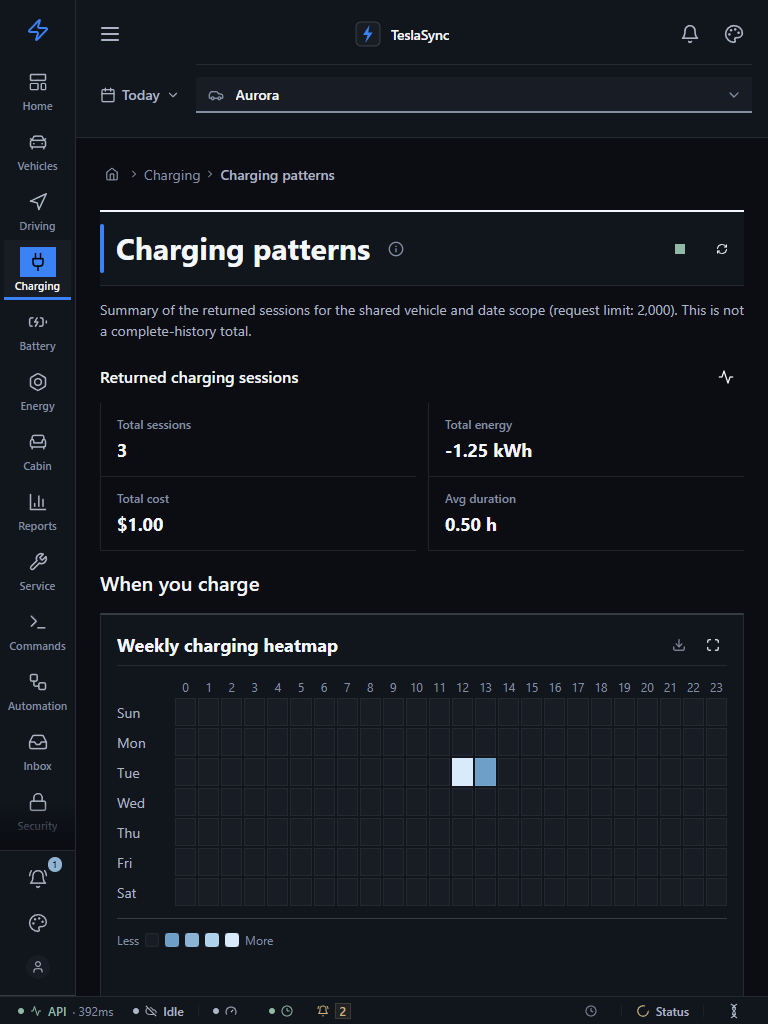 TeslaSync
Today
Aurora
Home
Vehicles
Driving
Charging
Battery
Energy
Cabin
Reports
Service
Commands
Automation
Inbox
Security
1
Charging
Charging patterns
Charging patterns
Summary of the returned sessions for the shared vehicle and date scope (request limit: 2,000). This is not
a complete-history total.
Returned charging sessions
Total sessions
3
Total energy
-1.25 kWh
Total cost
$1.00
Avg duration
0.50 h
When you charge
Weekly charging heatmap
0 1 2 3 4 5 6 7 8 9 10 11 12 13 14 15 16 17 18 19 20 21 22 23
Sun
Mon
Tue
Wed
Thu
Fri
Sat
Less
More
API · 392ms
Idle
2
Status